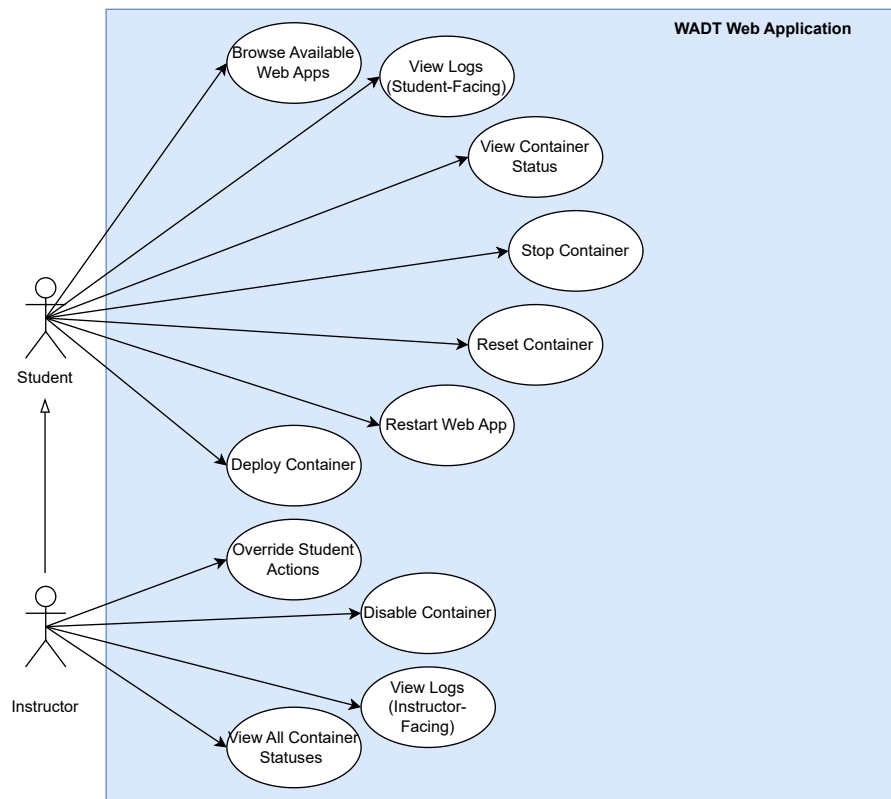 WADT Web Application
Browse Available
Web Apps
View Logs
(Student-Facing)
View Container
Status
Stop Container
Reset Container
Student
Restart Web App
Deploy Container
Override Student
Actions
Disable Container
Instructor
View Logs
(Instructor-
Facing)
View All Container
Statuses